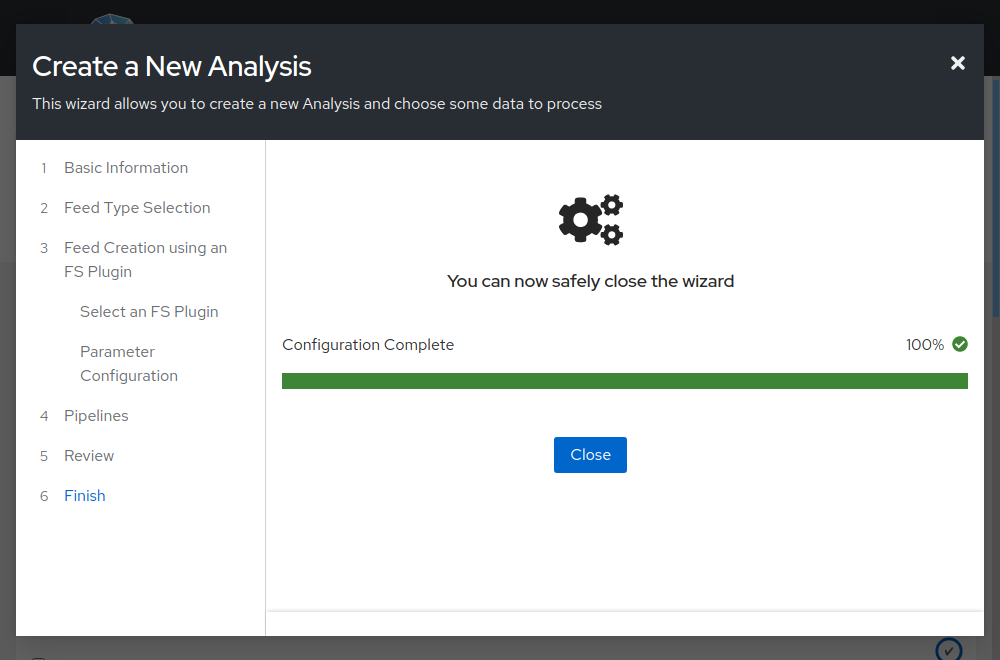 Create a New Analysis
This wizard allows you to create a new Analysis and choose some data to process
1 Basic Information
2 Feed Type Selection
3 Feed Creation using an
FS Plugin
Select an FS Plugin
Parameter
Configuration
4 Pipelines
5 Review
6 Finish
You can now safely close the wizard
Configuration Complete 100%
Close